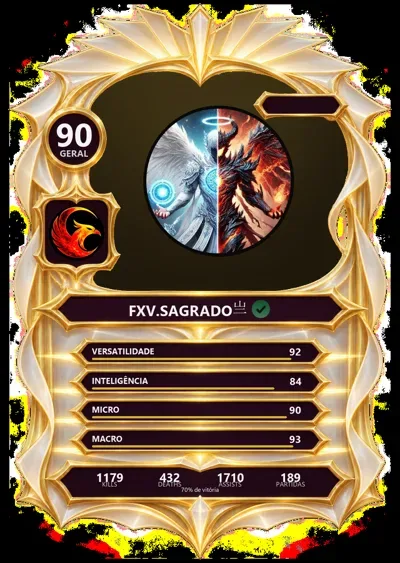 90
GERAL
FXV.SAGRADO
VERSATILIDADE 92
INTELIGÊNCIA 84
MICRO 90
MACRO 93
1179 432 1710 189
KILLS DEATHS ASSISTS PARTIDAS
70% de vitória